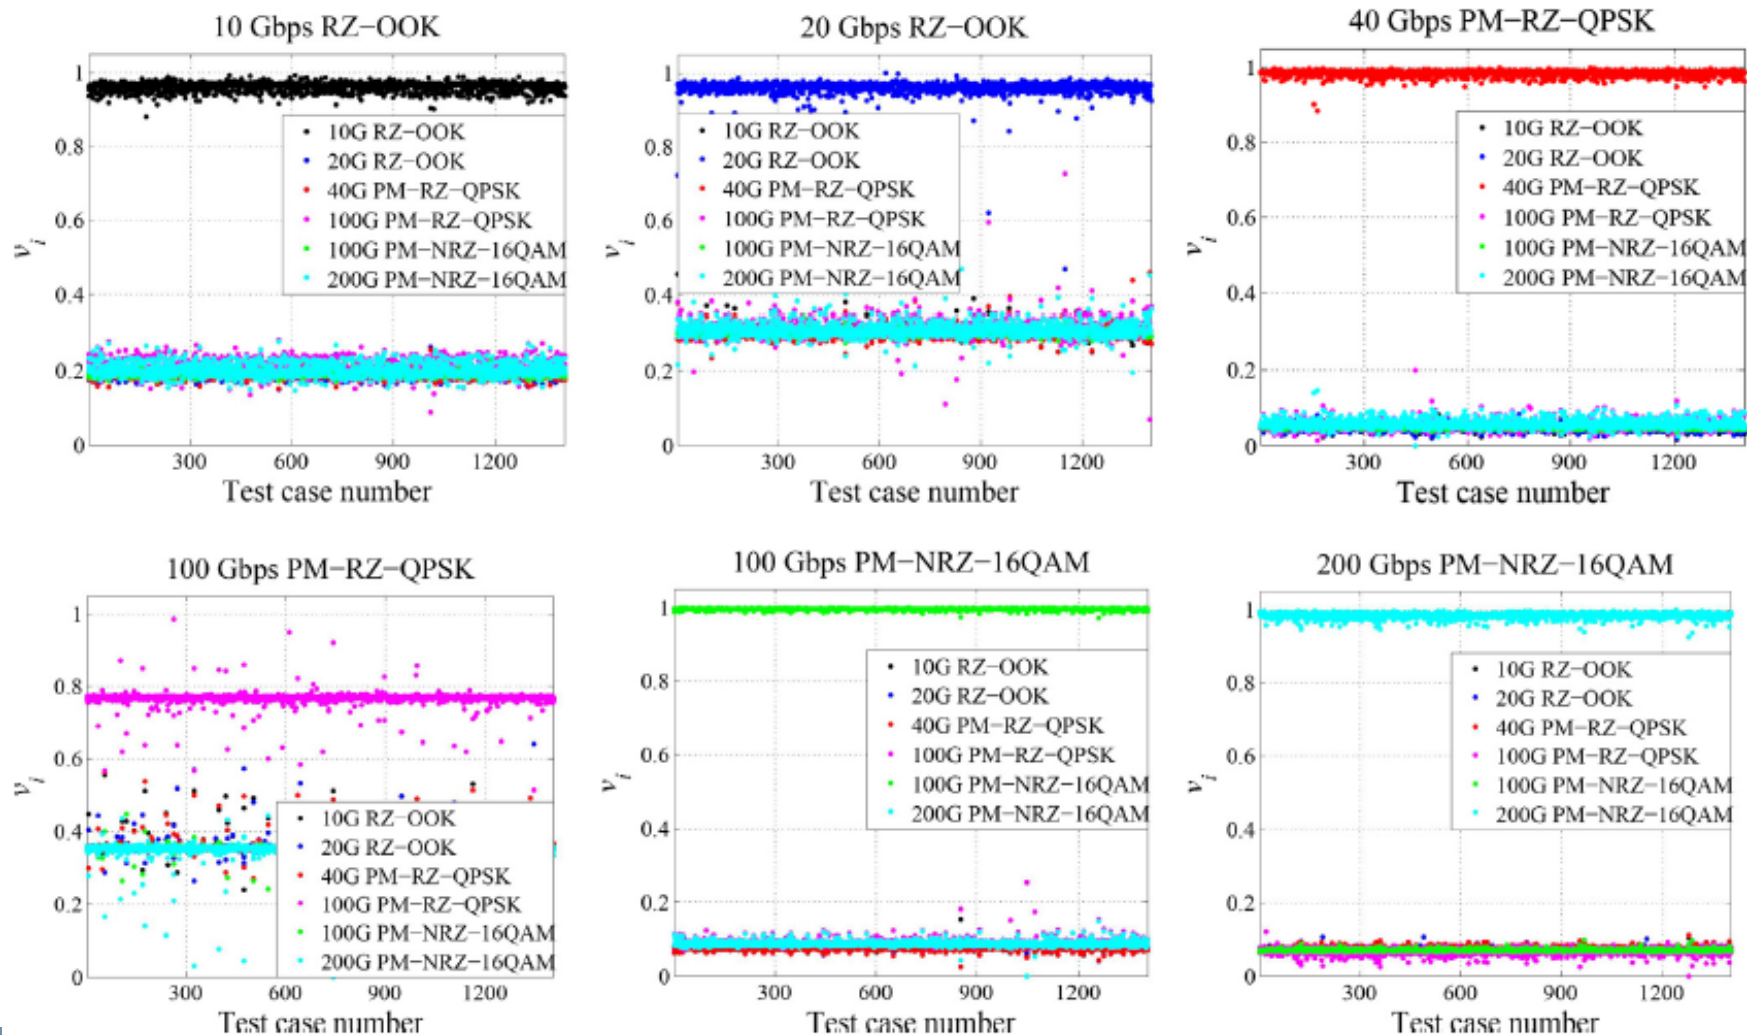 10 Gbps RZ−OOK
1
0.8
0.6
0.4
0.2
0
v_i
300 600 900 1200
Test case number
10G RZ−OOK
20G RZ−OOK
40G PM−RZ−QPSK
100G PM−RZ−QPSK
100G PM−NRZ−16QAM
200G PM−NRZ−16QAM
20 Gbps RZ−OOK
1
0.8
0.6
0.4
0.2
0
v_i
300 600 900 1200
Test case number
10G RZ−OOK
20G RZ−OOK
40G PM−RZ−QPSK
100G PM−RZ−QPSK
100G PM−NRZ−16QAM
200G PM−NRZ−16QAM
40 Gbps PM−RZ−QPSK
1
0.8
0.6
0.4
0.2
0
v_i
300 600 900 1200
Test case number
10G RZ−OOK
20G RZ−OOK
40G PM−RZ−QPSK
100G PM−RZ−QPSK
100G PM−NRZ−16QAM
200G PM−NRZ−16QAM
100 Gbps PM−RZ−QPSK
1
0.8
0.6
0.4
0.2
0
v_i
300 600 900 1200
Test case number
10G RZ−OOK
20G RZ−OOK
40G PM−RZ−QPSK
100G PM−RZ−QPSK
100G PM−NRZ−16QAM
200G PM−NRZ−16QAM
100 Gbps PM−NRZ−16QAM
1
0.8
0.6
0.4
0.2
0
v_i
300 600 900 1200
Test case number
10G RZ−OOK
20G RZ−OOK
40G PM−RZ−QPSK
100G PM−RZ−QPSK
100G PM−NRZ−16QAM
200G PM−NRZ−16QAM
200 Gbps PM−NRZ−16QAM
1
0.8
0.6
0.4
0.2
0
v_i
300 600 900 1200
Test case number
10G RZ−OOK
20G RZ−OOK
40G PM−RZ−QPSK
100G PM−RZ−QPSK
100G PM−NRZ−16QAM
200G PM−NRZ−16QAM